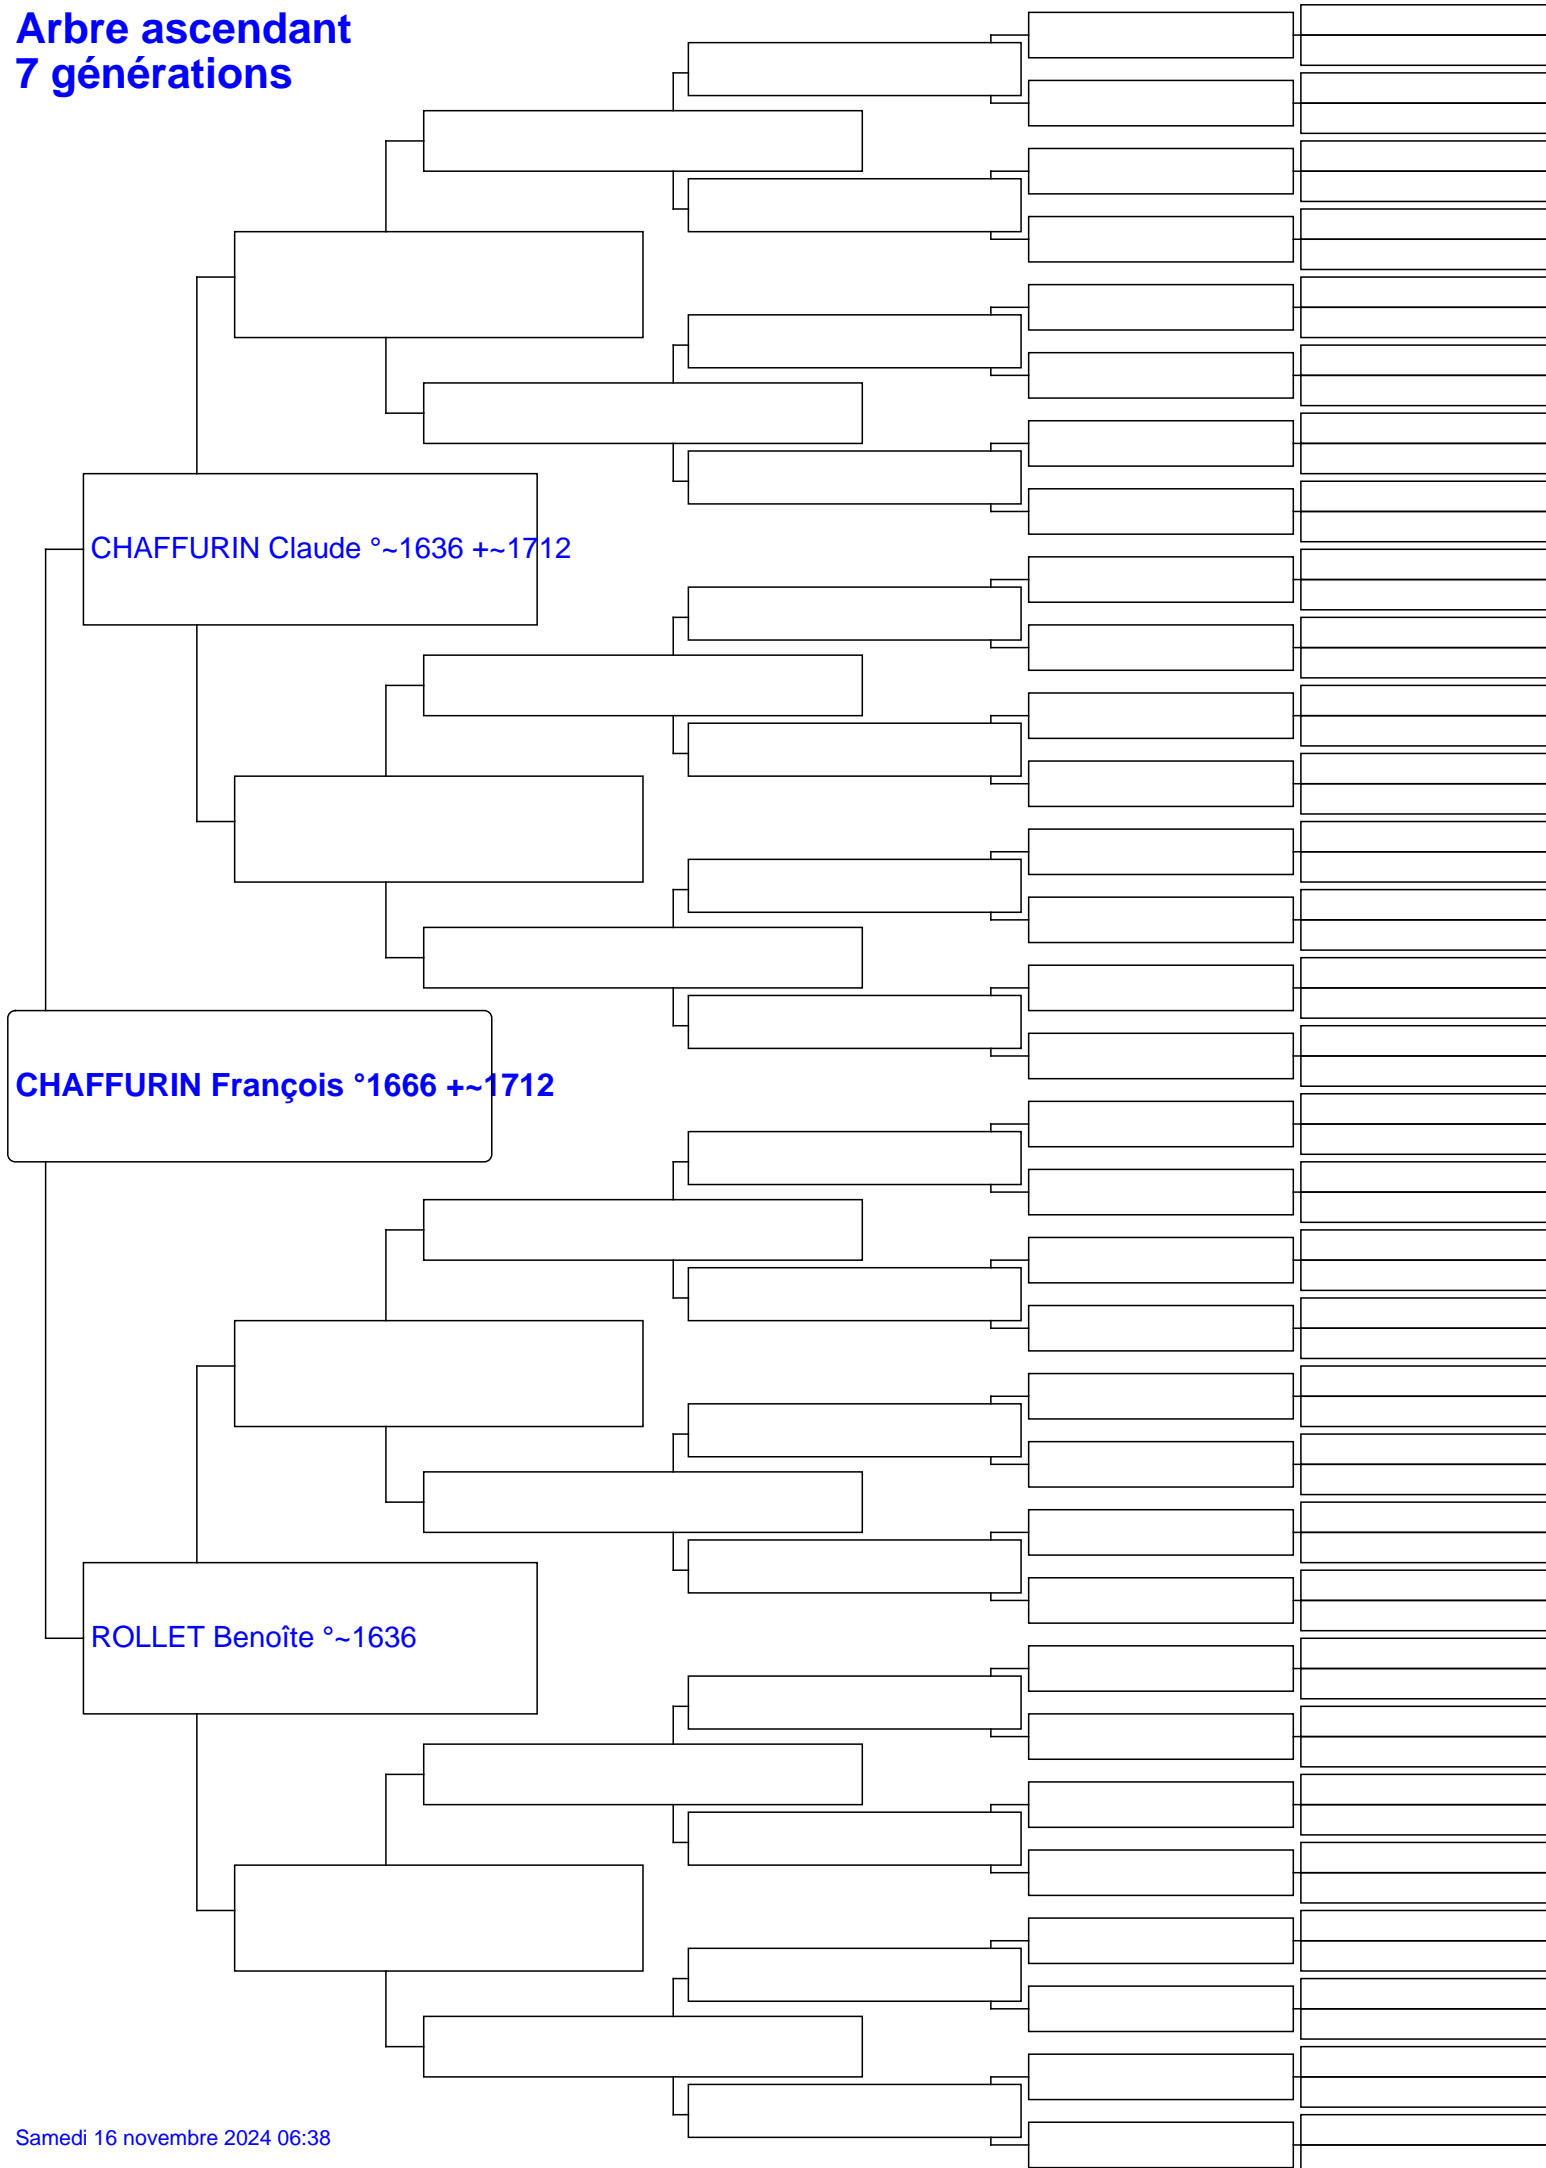 Arbre ascendant
7 générations
CHAFFURIN Claude °~1636 +~1712
CHAFFURIN François °1666 +~1712
ROLLET Benoîte °~1636
Samedi 16 novembre 2024 06:38